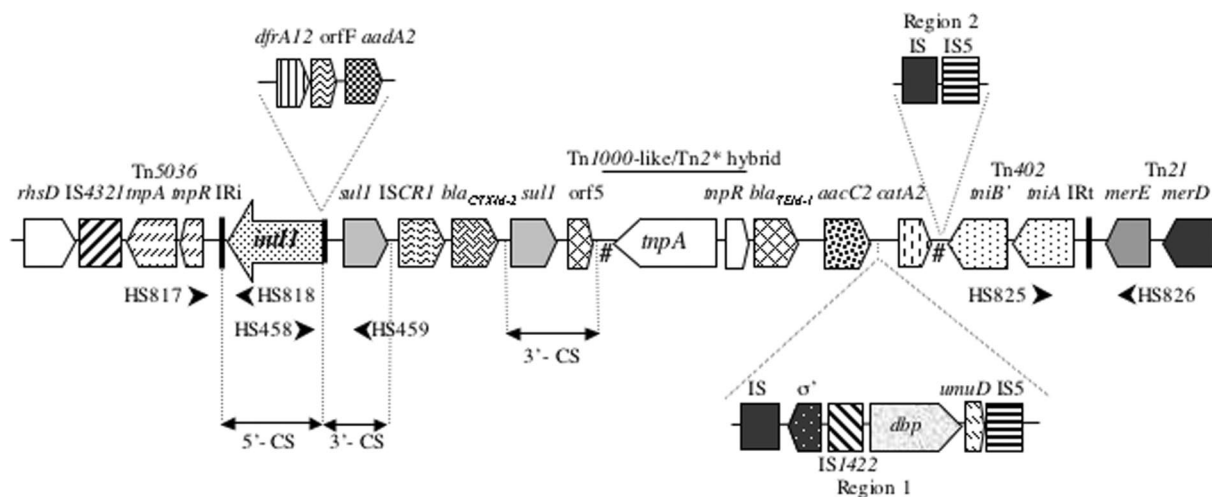 dfrA12 orfF aadA2
Region 2
IS IS5
Tn1000-like/Tn2* hybrid
Tn5036
Tn402
Tn21
rhsD IS4321 tnpA tnpR IRi
sul1 ISCR1 blaCTXM-2 sul1 orf5
tnpR blaTEM-1 aacC2 catA2
tniB' tniA IRt merE merD
intI1
tnpA
# #
HS817 HS818
HS825 HS826
HS458 HS459
3'- CS
5'- CS 3'- CS
IS σ' umuD IS5
dbp
IS1422
Region 1